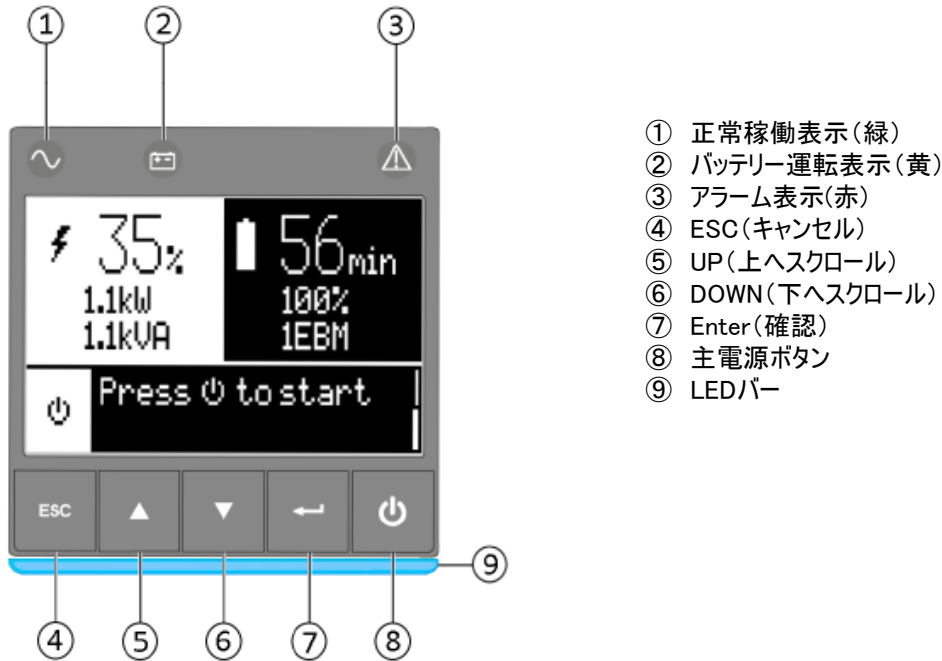 ① ② ③
35%
1.1kW
1.1kVA
56min
100%
1EBM
Press ⏻ to start
ESC
⑨
④ ⑤ ⑥ ⑦ ⑧
① 正常稼働表示(緑)
② バッテリー運転表示(黄)
③ アラーム表示(赤)
④ ESC(キャンセル)
⑤ UP(上へスクロール)
⑥ DOWN(下へスクロール)
⑦ Enter(確認)
⑧ 主電源ボタン
⑨ LEDバー